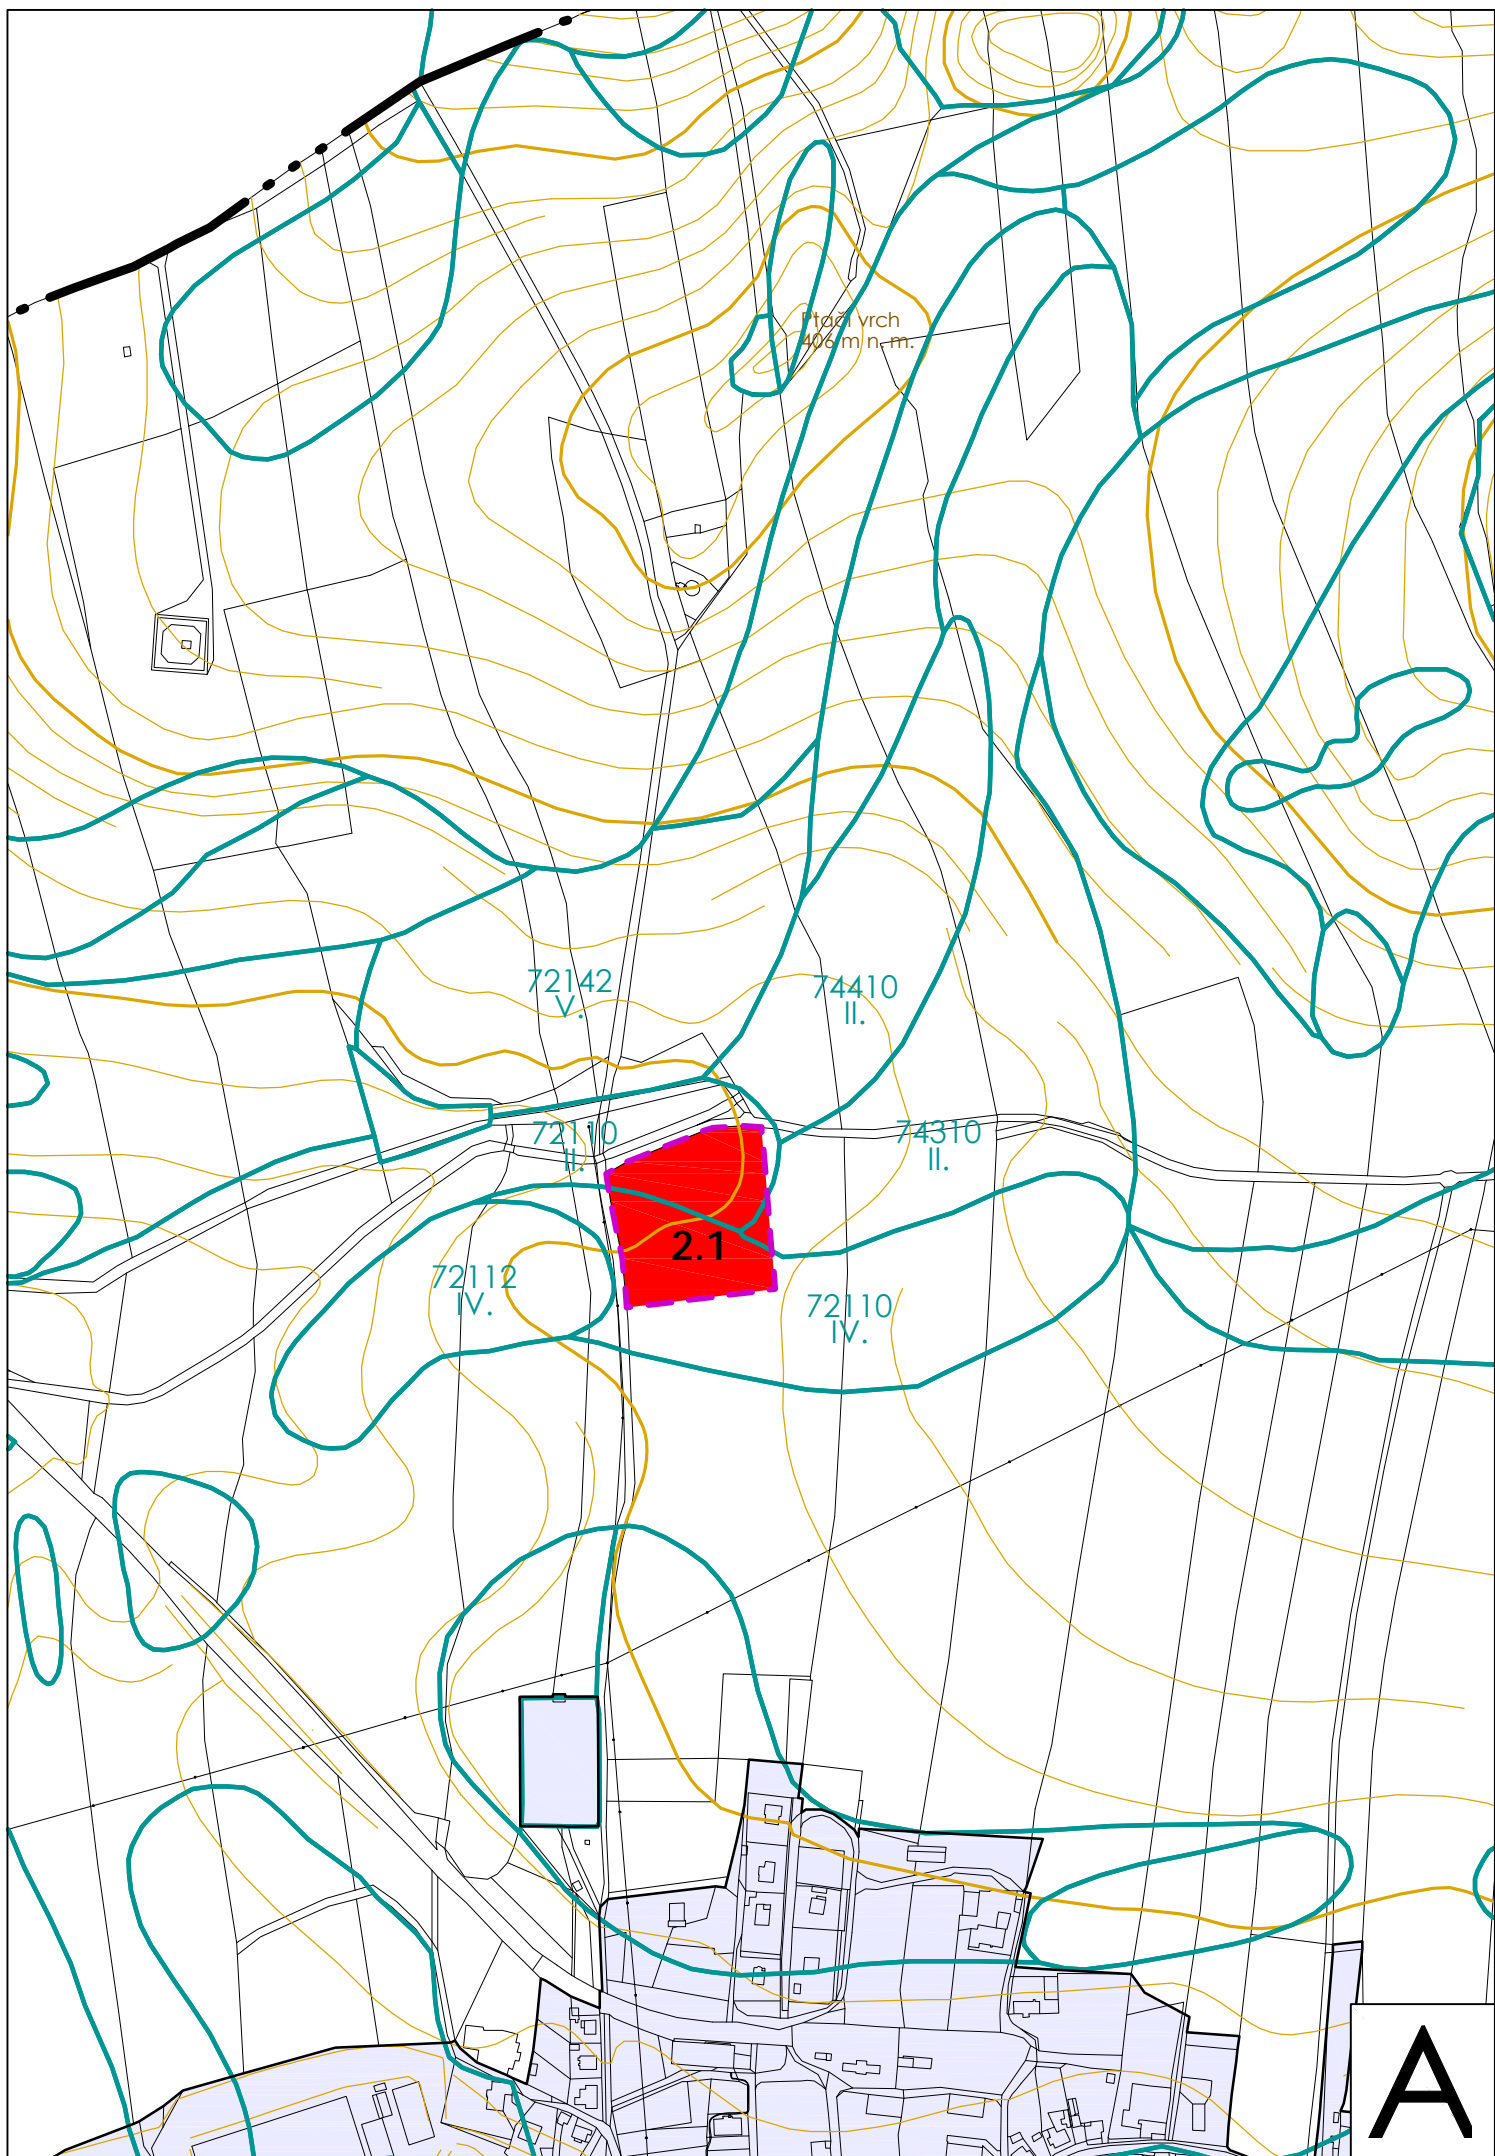 Ptačí vrch
406 m n. m.
72142
V.
74410
II.
72110
II.
74310
II.
2.1
72112
IV.
72110
IV.
A